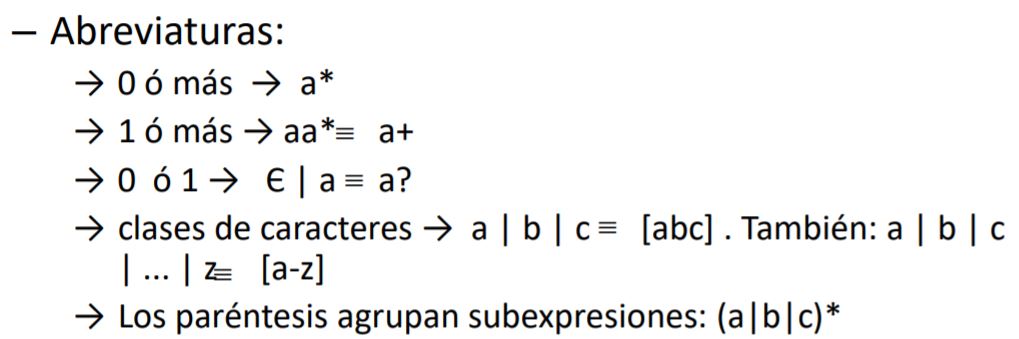 – Abreviaturas:
→ 0 ó más → a*
→ 1 ó más → aa*≡ a+
→ 0 ó 1 → Є | a ≡ a?
→ clases de caracteres → a | b | c ≡ [abc] . También: a | b | c
| ... | z≡ [a-z]
→ Los paréntesis agrupan subexpresiones: (a|b|c)*